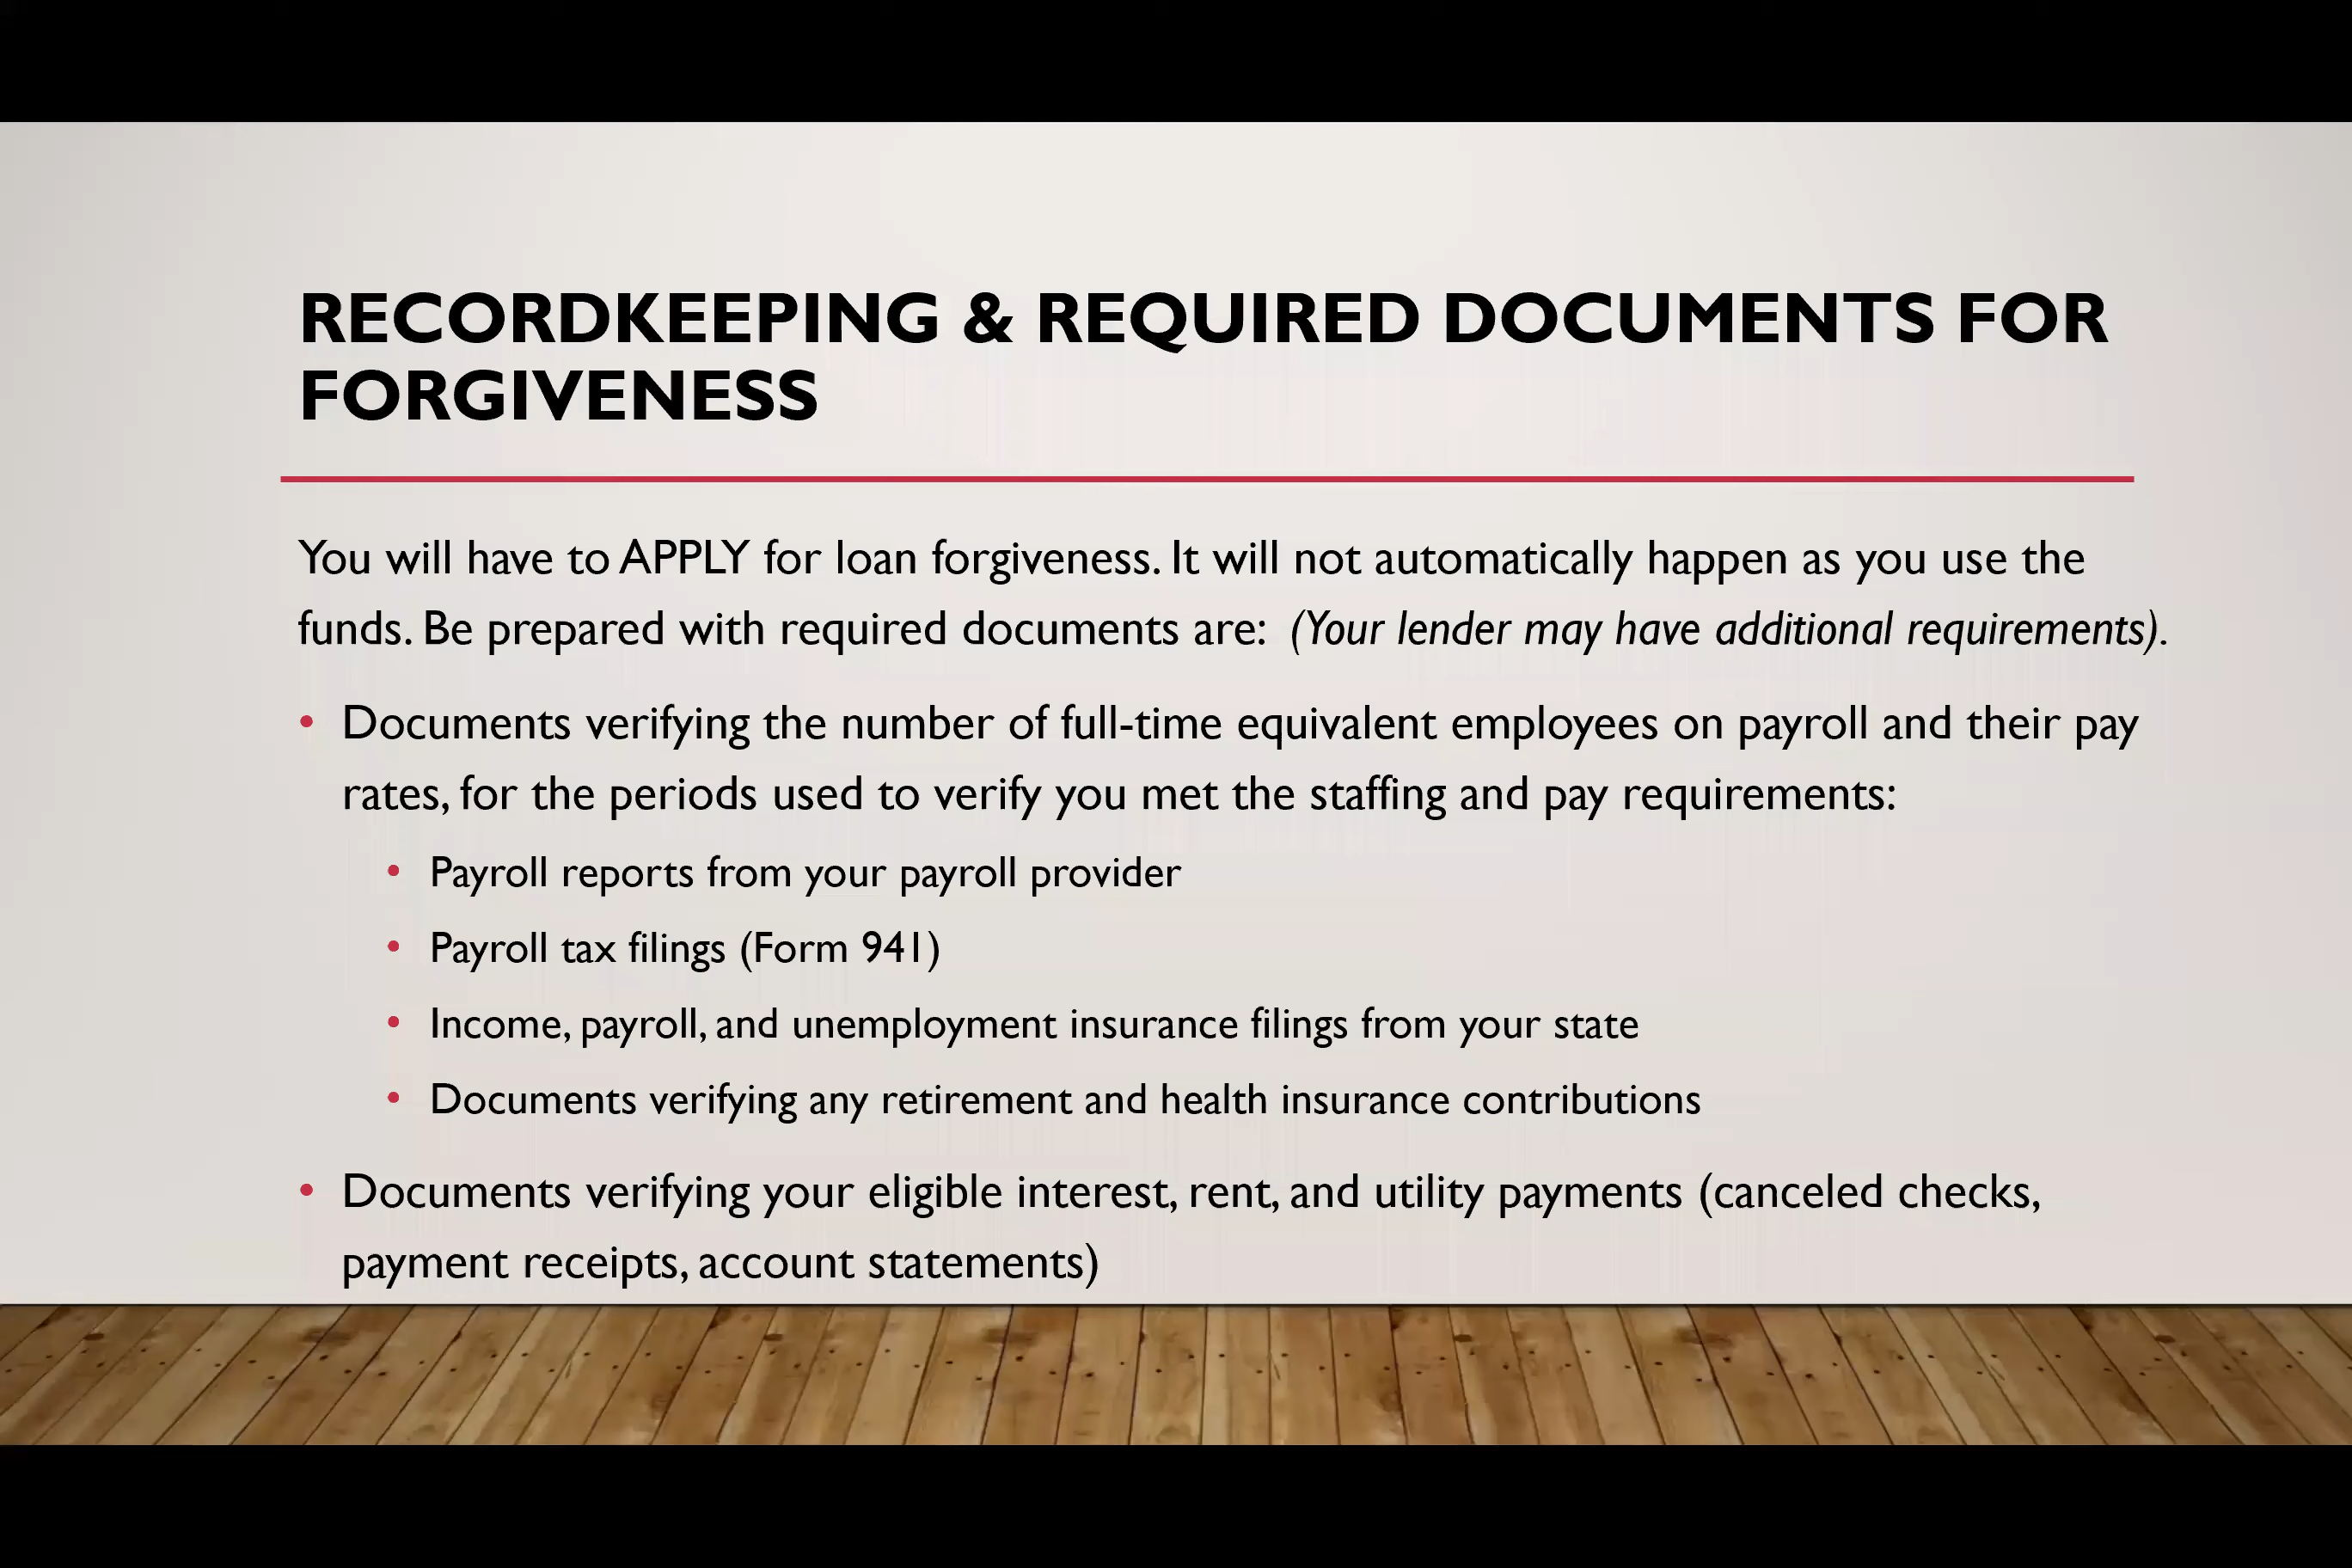 RECORDKEEPING & REQUIRED DOCUMENTS FOR
FORGIVENESS
You will have to APPLY for loan forgiveness. It will not automatically happen as you use the
funds. Be prepared with required documents are:  (Your lender may have additional requirements).
• Documents verifying the number of full-time equivalent employees on payroll and their pay
rates, for the periods used to verify you met the staffing and pay requirements:
• Payroll reports from your payroll provider
• Payroll tax filings (Form 941)
• Income, payroll, and unemployment insurance filings from your state
• Documents verifying any retirement and health insurance contributions
• Documents verifying your eligible interest, rent, and utility payments (canceled checks,
payment receipts, account statements)